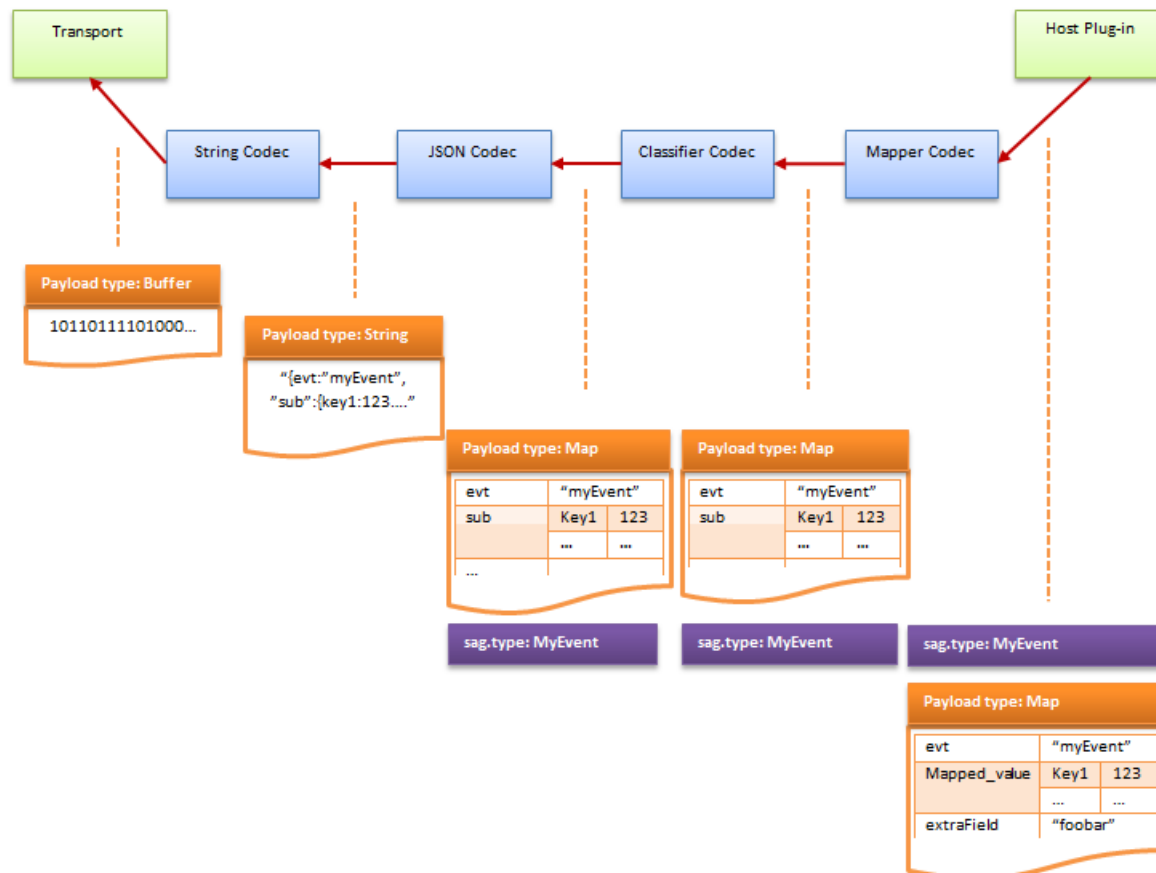 Transport
Host Plug-in
String Codec
JSON Codec
Classifier Codec
Mapper Codec
Payload type: Buffer
10110111101000...
Payload type: String
“{evt:”myEvent”,
”sub”:{key1:123....”
Payload type: Map
evt “myEvent”
sub Key1 123
... ...
...
Payload type: Map
evt “myEvent”
sub Key1 123
... ...
sag.type: MyEvent
sag.type: MyEvent
sag.type: MyEvent
Payload type: Map
evt “myEvent”
Mapped_value Key1 123
... ...
extraField “foobar”